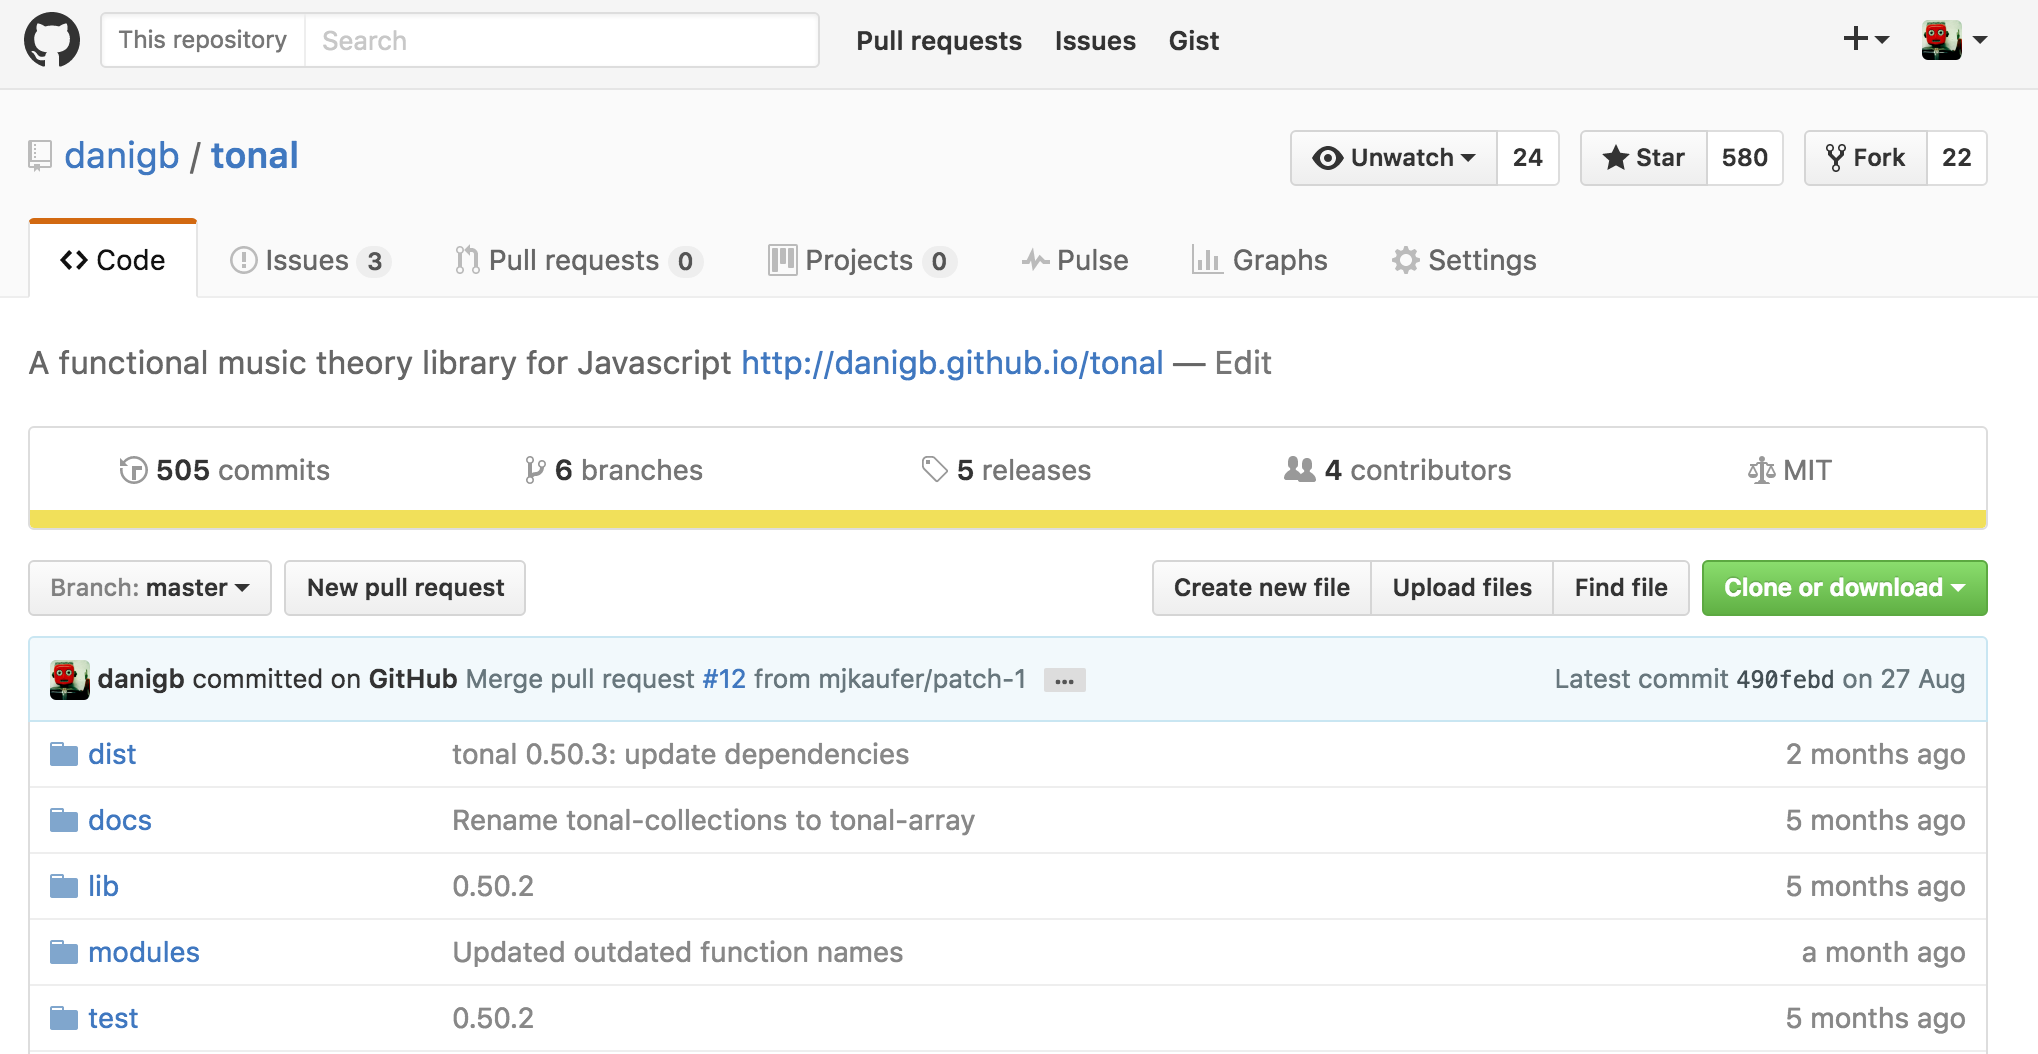 This repository Search Pull requests Issues Gist
danigb / tonal Unwatch 24 Star 580 Fork 22
Code Issues 3 Pull requests 0 Projects 0 Pulse Graphs Settings
A functional music theory library for Javascript http://danigb.github.io/tonal — Edit
505 commits 6 branches 5 releases 4 contributors MIT
Branch: master New pull request Create new file Upload files Find file Clone or download
danigb committed on GitHub Merge pull request #12 from mjkaufer/patch-1 ... Latest commit 490febd on 27 Aug
dist tonal 0.50.3: update dependencies 2 months ago
docs Rename tonal-collections to tonal-array 5 months ago
lib 0.50.2 5 months ago
modules Updated outdated function names a month ago
test 0.50.2 5 months ago